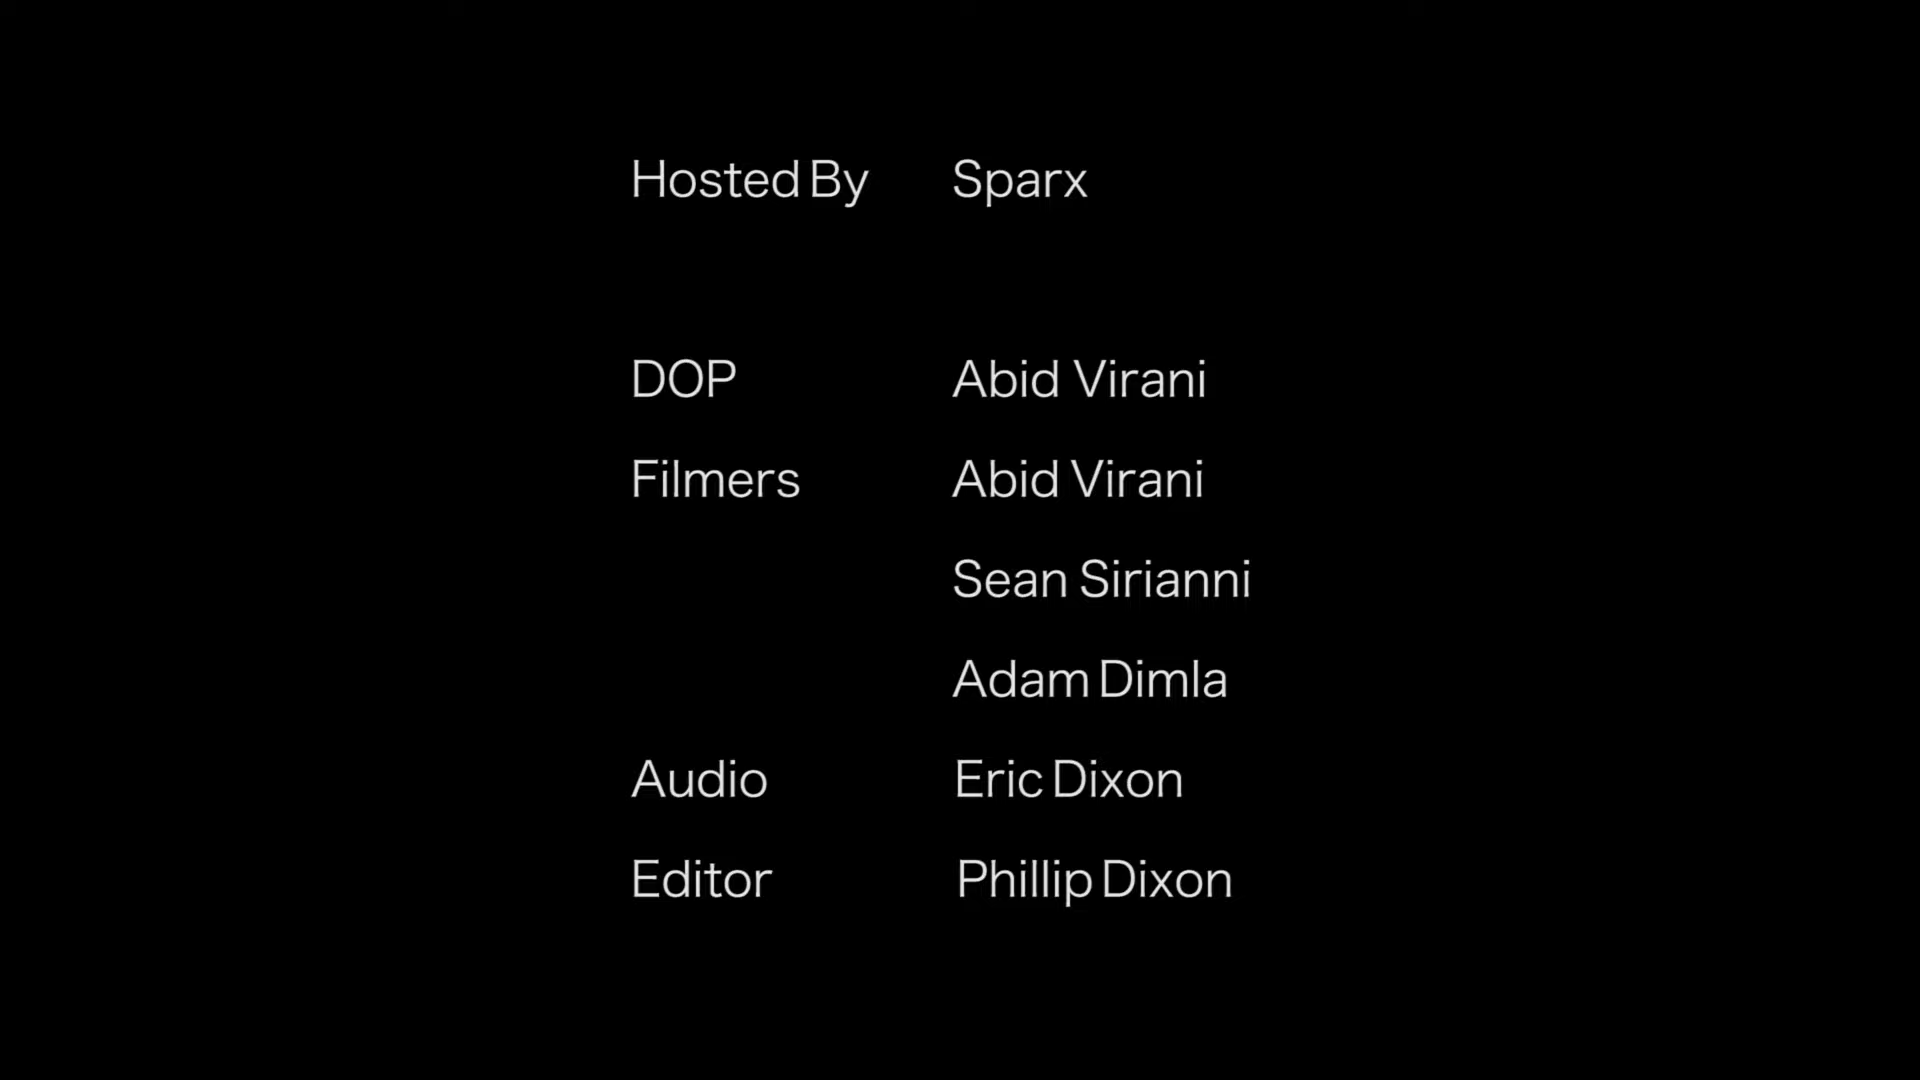 Hosted By Sparx
DOP Abid Virani
Filmers Abid Virani
Sean Sirianni
Adam Dimla
Audio Eric Dixon
Editor Phillip Dixon